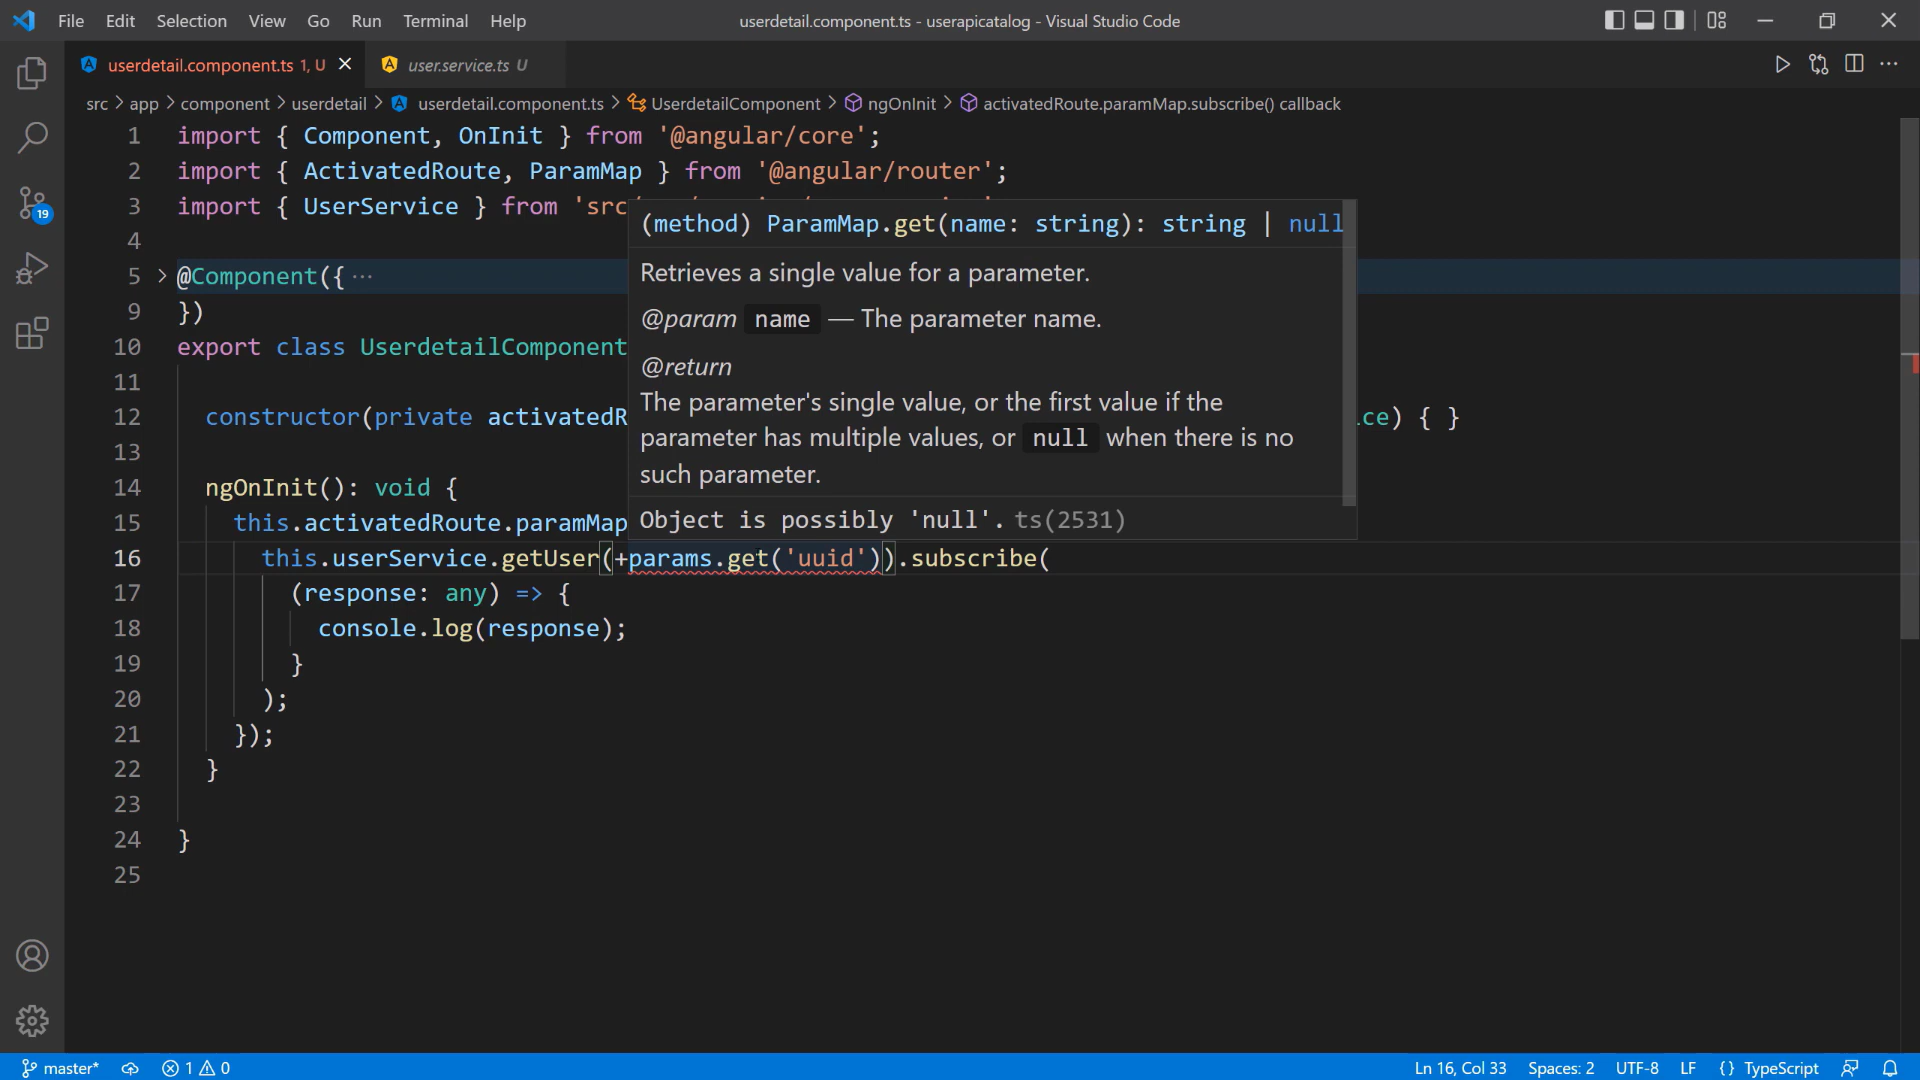 File Edit Selection View Go Run Terminal Help userdetail.component.ts - userapicatalog - Visual Studio Code
userdetail.component.ts 1, U user.service.ts U
src > app > component > userdetail > userdetail.component.ts > UserdetailComponent > ngOnInit > activatedRoute.paramMap.subscribe() callback
1 import { Component, OnInit } from '@angular/core';
2 import { ActivatedRoute, ParamMap } from '@angular/router';
3 import { UserService } from 'src/
(method) ParamMap.get(name: string): string | null
4
5 > @Component({ ···
Retrieves a single value for a parameter.
9 })
@param name — The parameter name.
10 export class UserdetailComponent
@return
11
The parameter's single value, or the first value if the
12 constructor(private activatedR ce) { }
parameter has multiple values, or null when there is no
13
such parameter.
14 ngOnInit(): void {
15 this.activatedRoute.paramMap
Object is possibly 'null'. ts(2531)
16 this.userService.getUser(+params.get('uuid')).subscribe(
17 (response: any) => {
18 console.log(response);
19 }
20 );
21 });
22 }
23
24 }
25
19
master* 1 0 Ln 16, Col 33 Spaces: 2 UTF-8 LF {} TypeScript